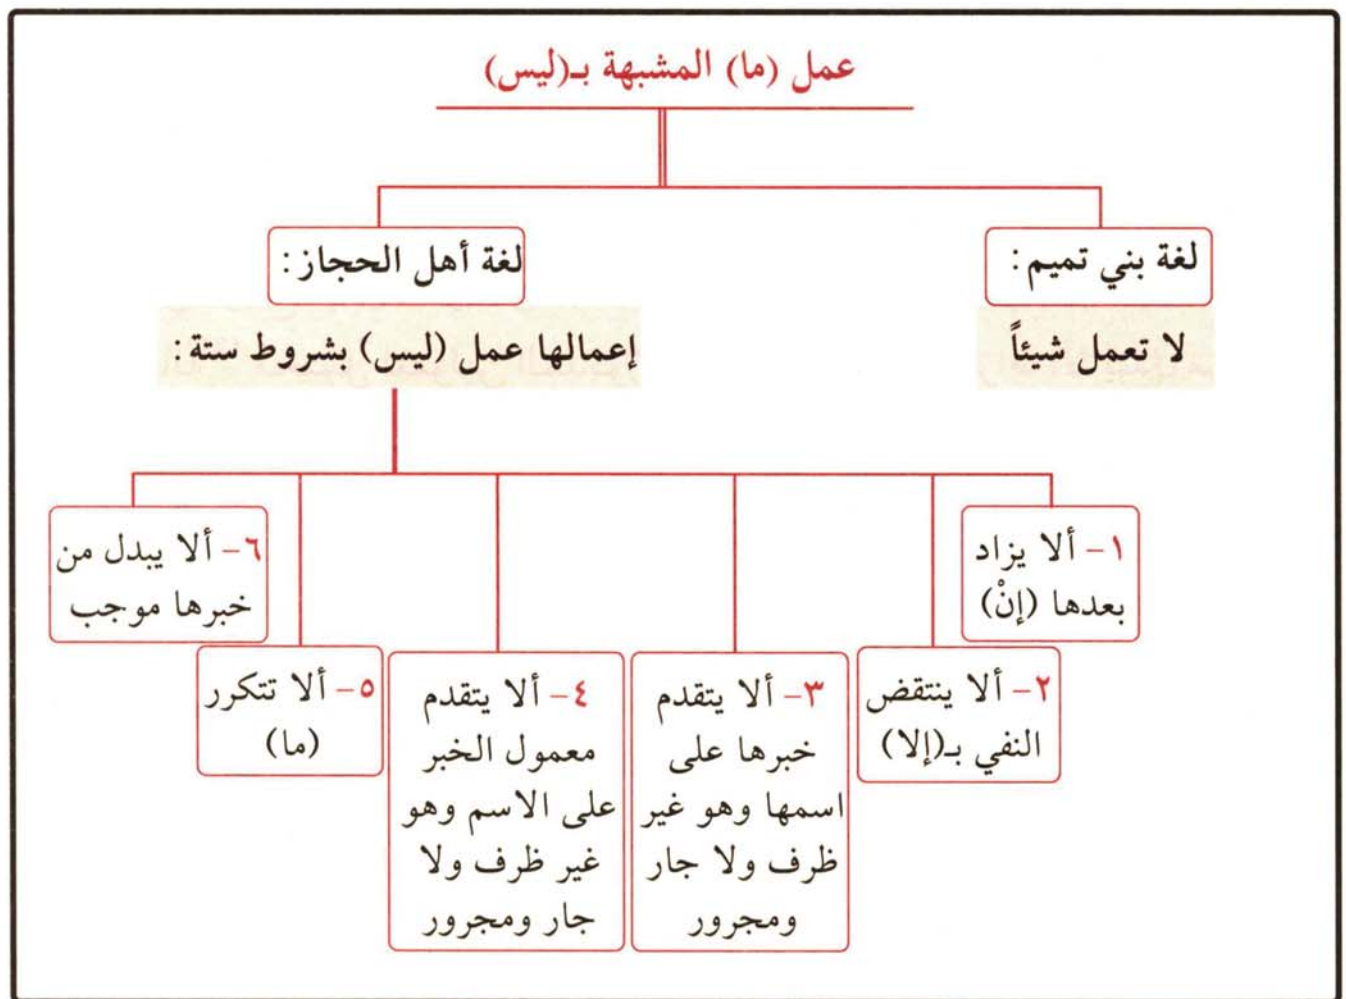 عمل (ما) المشبهة بـ(ليس)
لغة بني تميم:
لا تعمل شيئاً
لغة أهل الحجاز:
إعمالها عمل (ليس) بشروط ستة:
١- ألا يزاد
بعدها (إنْ)
٢- ألا ينتقض
النفي بـ(إلا)
٣- ألا يتقدم
خبرها على
اسمها وهو غير
ظرف ولا جار
ومجرور
٤- ألا يتقدم
معمول الخبر
على الاسم وهو
غير ظرف ولا
جار ومجرور
٥- ألا تتكرر
(ما)
٦- ألا يبدل من
خبرها موجب